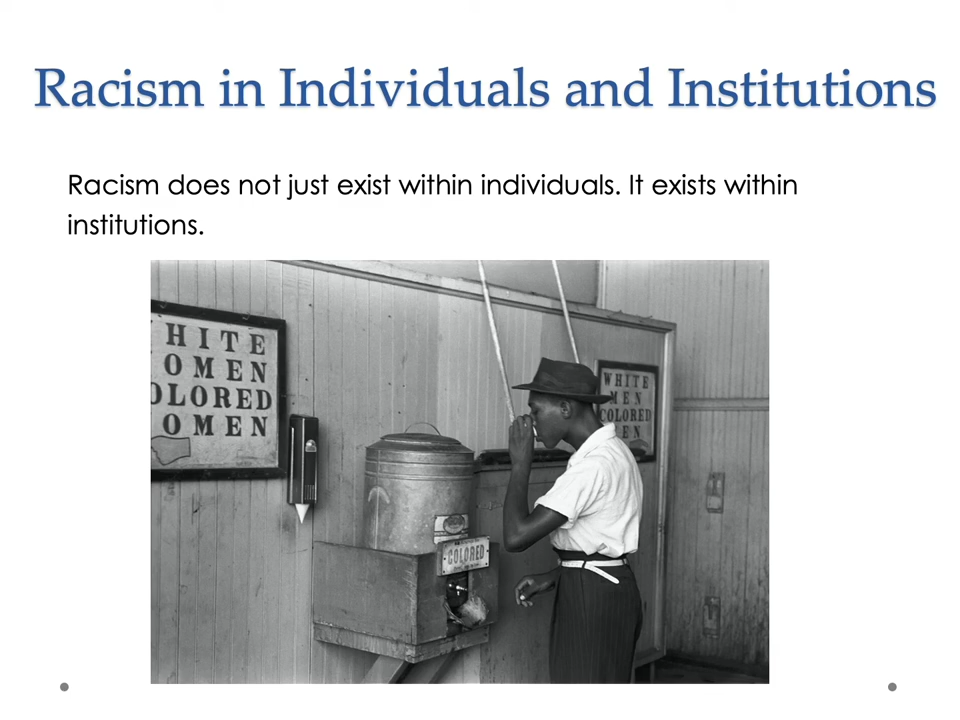 Racism in Individuals and Institutions
Racism does not just exist within individuals. It exists within
institutions.
HITE
OMEN
OLORED
OMEN
WHITE
MEN
COLORED
EN
COLORED